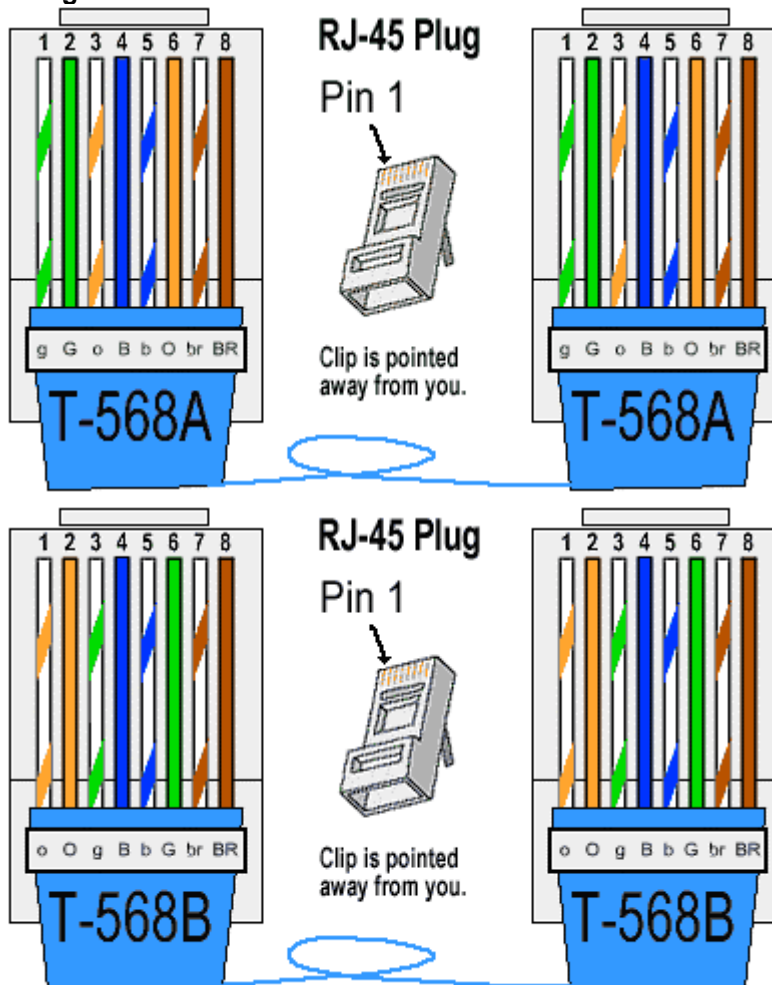 1 2 3 4 5 6 7 8
RJ-45 Plug
1 2 3 4 5 6 7 8
Pin 1
g G o B b O br BR
Clip is pointed
away from you.
g G o B b O br BR
T-568A
T-568A
1 2 3 4 5 6 7 8
RJ-45 Plug
1 2 3 4 5 6 7 8
Pin 1
o O g B b G br BR
Clip is pointed
away from you.
o O g B b G br BR
T-568B
T-568B